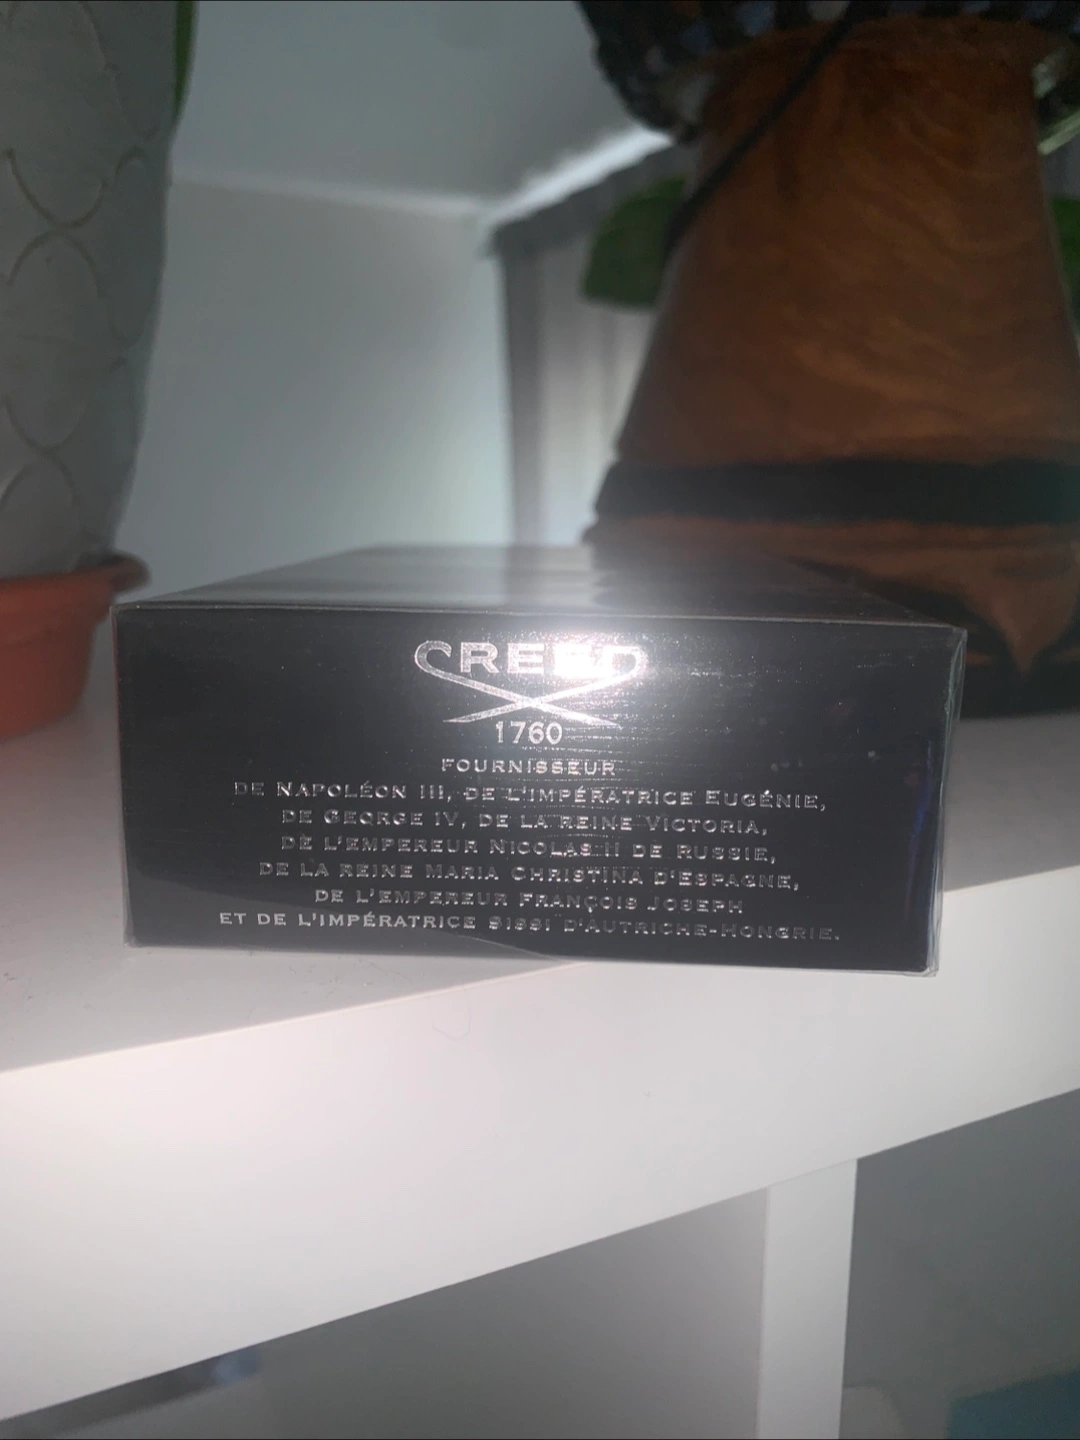 CREED
1760
FOURNISSEUR
DE NAPOLÉON III, DE L'IMPÉRATRICE EUGÉNIE,
DE GEORGE IV, DE LA REINE VICTORIA,
DE L'EMPEREUR NICOLAS II DE RUSSIE,
DE LA REINE MARIA CHRISTINA D'ESPAGNE,
DE L'EMPEREUR FRANÇOIS JOSEPH
ET DE L'IMPÉRATRICE SISSI D'AUTRICHE-HONGRIE.